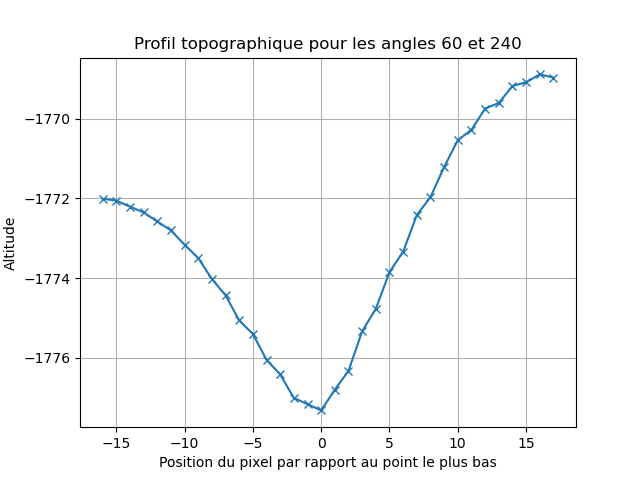 Profil topographique pour les angles 60 et 240
Altitude
−1770
−1772
−1774
−1776
−15 −10 −5 0 5 10 15
Position du pixel par rapport au point le plus bas